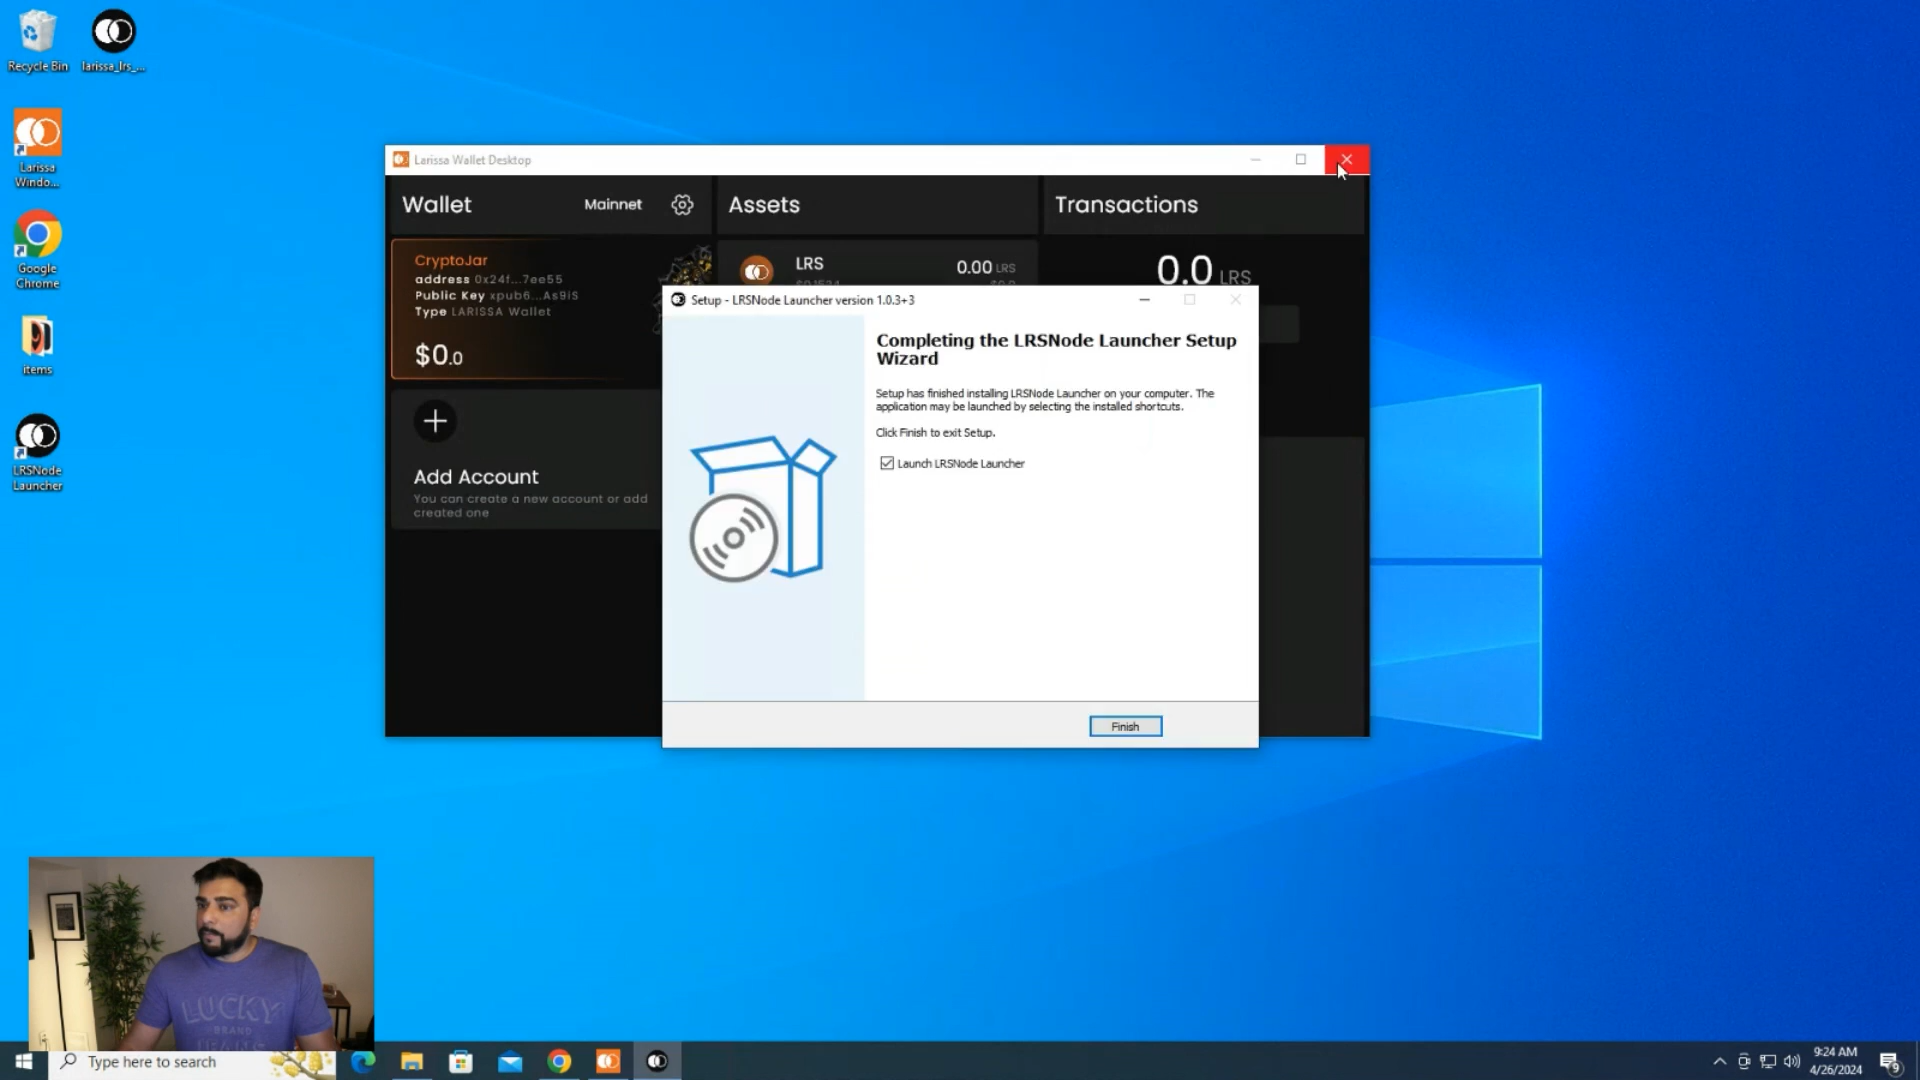 Recycle Bin
larissa_lrs_...
Larissa
Windo...
Google
Chrome
items
LRSNode
Launcher
Larissa Wallet Desktop
Wallet
Mainnet
Assets
Transactions
CryptoJar
address 0x24f...7ee55
Public Key xpub6...As9iS
Type LARISSA Wallet
$0.0
LRS
0.00 LRS
0.0 LRS
Add Account
You can create a new account or add
created one
Setup - LRSNode Launcher version 1.0.3+3
Completing the LRSNode Launcher Setup
Wizard
Setup has finished installing LRSNode Launcher on your computer. The
application may be launched by selecting the installed shortcuts.
Click Finish to exit Setup.
Launch LRSNode Launcher
Finish
LUCKY
BRAND
Type here to search
9:24 AM
4/26/2024
9